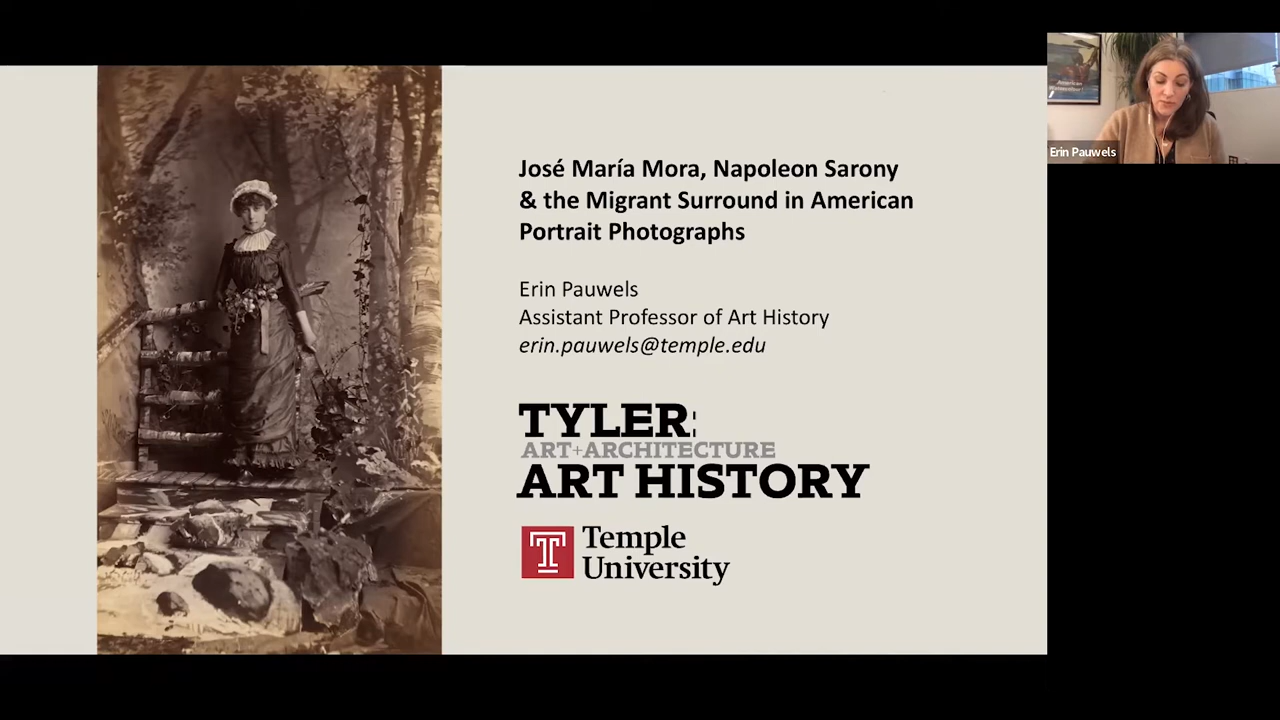 José María Mora, Napoleon Sarony
& the Migrant Surround in American
Portrait Photographs
Erin Pauwels
Assistant Professor of Art History
erin.pauwels@temple.edu
TYLER:
ART+ARCHITECTURE
ART HISTORY
T Temple
University
American
Erin Pauwels